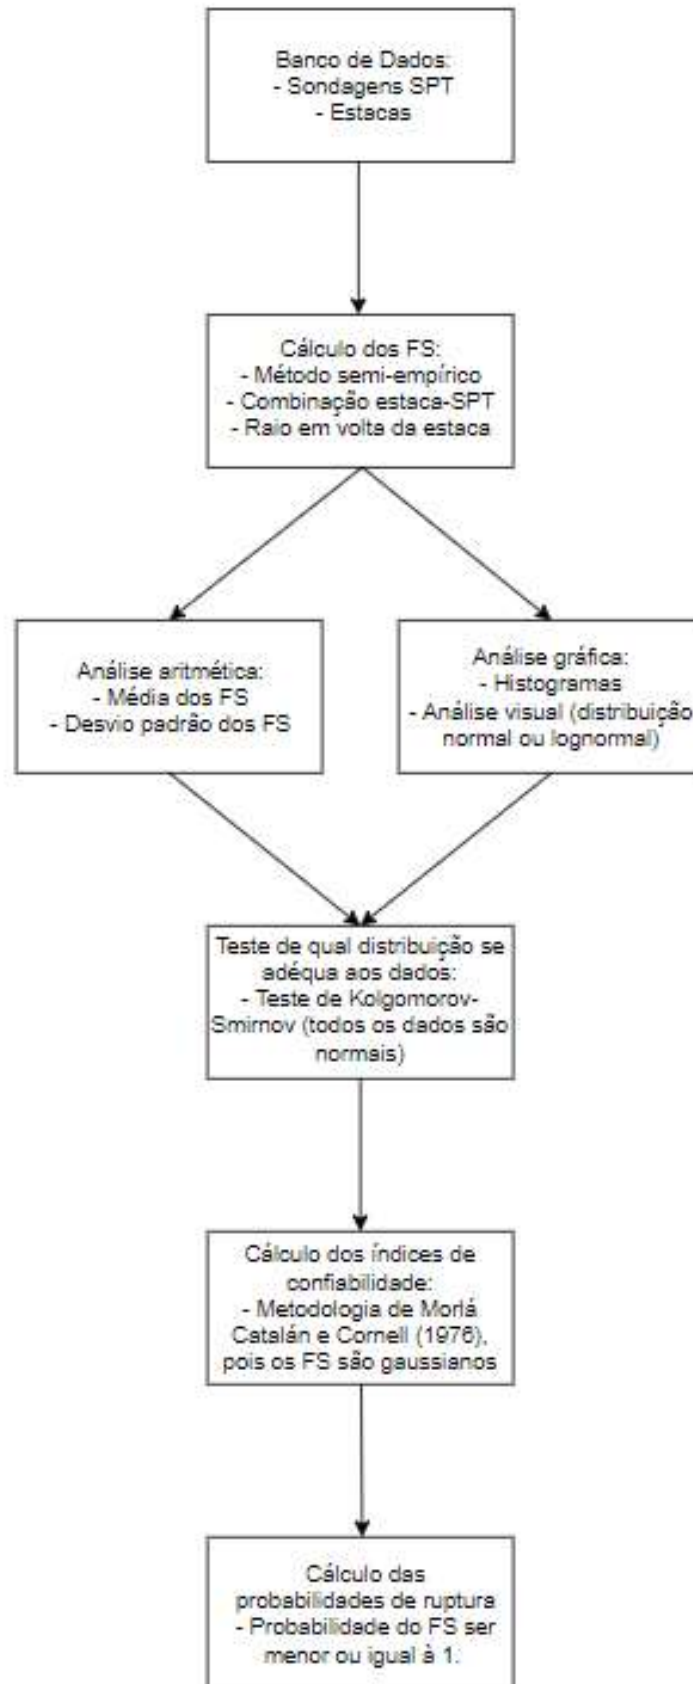 Banco de Dados:
- Sondagens SPT
- Estacas
Cálculo dos FS:
- Método semi-empírico
- Combinação estaca-SPT
- Raio em volta da estaca
Análise aritmética:
- Média dos FS
- Desvio padrão dos FS
Análise gráfica:
- Histogramas
- Análise visual (distribuição
normal ou lognormal)
Teste de qual distribuição se
adéqua aos dados:
- Teste de Kolgomorov-
Smirnov (todos os dados são
normais)
Cálculo dos índices de
confiabilidade:
- Metodologia de Morlá
Catalán e Cornell (1976),
pois os FS são gaussianos
Cálculo das
probabilidades de ruptura
- Probabilidade do FS ser
menor ou igual à 1.